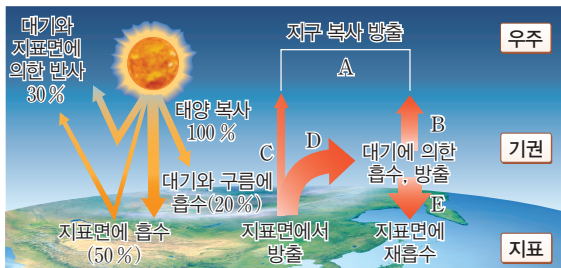 대기와
지표면에
의한 반사
30 %
태양 복사
100 %
대기와 구름에
흡수(20 %)
지표면에 흡수
(50 %)
지구 복사 방출
A
B
C
D
E
대기에 의한
흡수, 방출
지표면에서
방출
지표면에
재흡수
우주
기권
지표